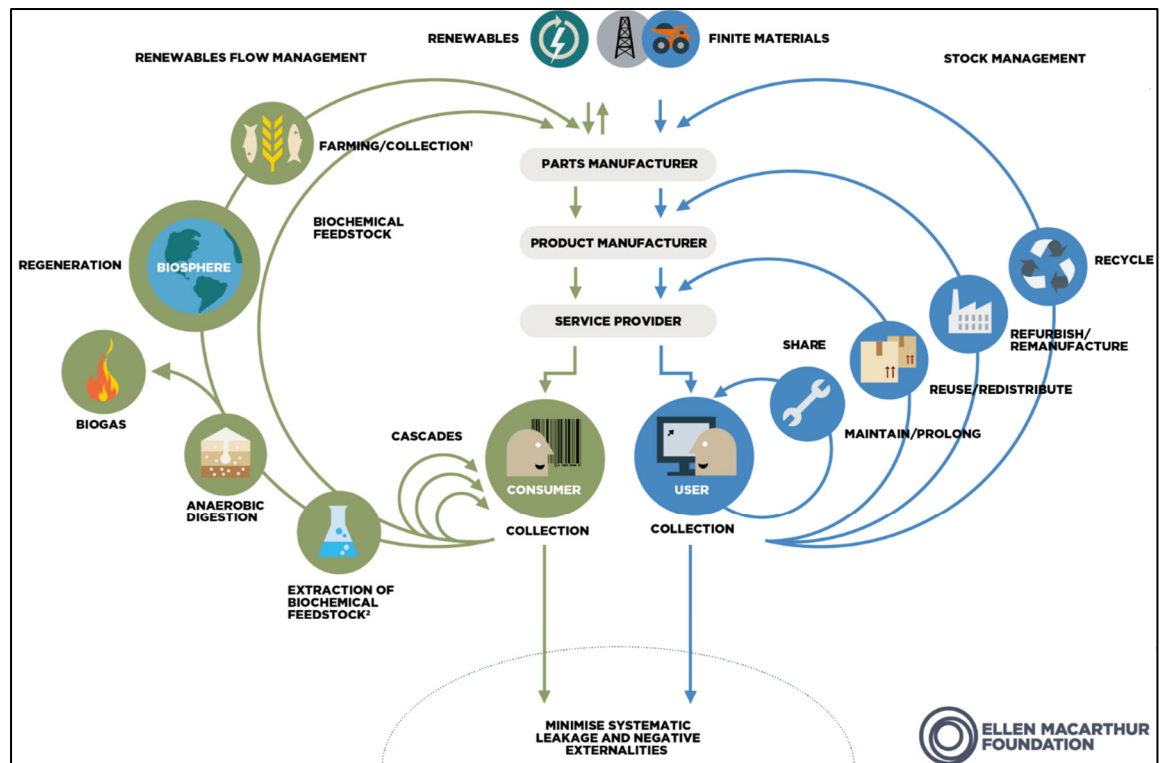 RENEWABLES
FINITE MATERIALS
RENEWABLES FLOW MANAGEMENT
STOCK MANAGEMENT
FARMING/COLLECTION¹
PARTS MANUFACTURER
BIOCHEMICAL
FEEDSTOCK
PRODUCT MANUFACTURER
REGENERATION
BIOSPHERE
RECYCLE
SERVICE PROVIDER
SHARE
REFURBISH/
REMANUFACTURE
REUSE/REDISTRIBUTE
BIOGAS
CASCADES
MAINTAIN/PROLONG
CONSUMER
USER
ANAEROBIC
DIGESTION
COLLECTION
COLLECTION
EXTRACTION OF
BIOCHEMICAL
FEEDSTOCK²
MINIMISE SYSTEMATIC
LEAKAGE AND NEGATIVE
EXTERNALITIES
ELLEN MACARTHUR
FOUNDATION